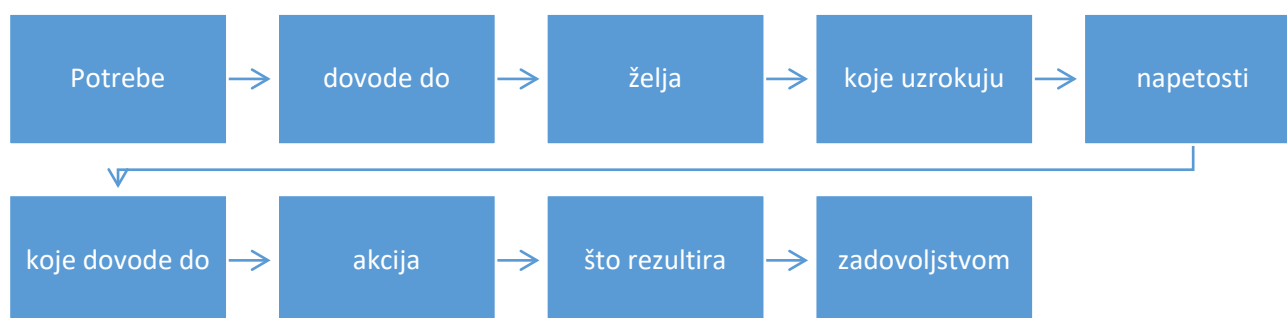 Potrebe
dovode do
želja
koje uzrokuju
napetosti
koje dovode do
akcija
što rezultira
zadovoljstvom